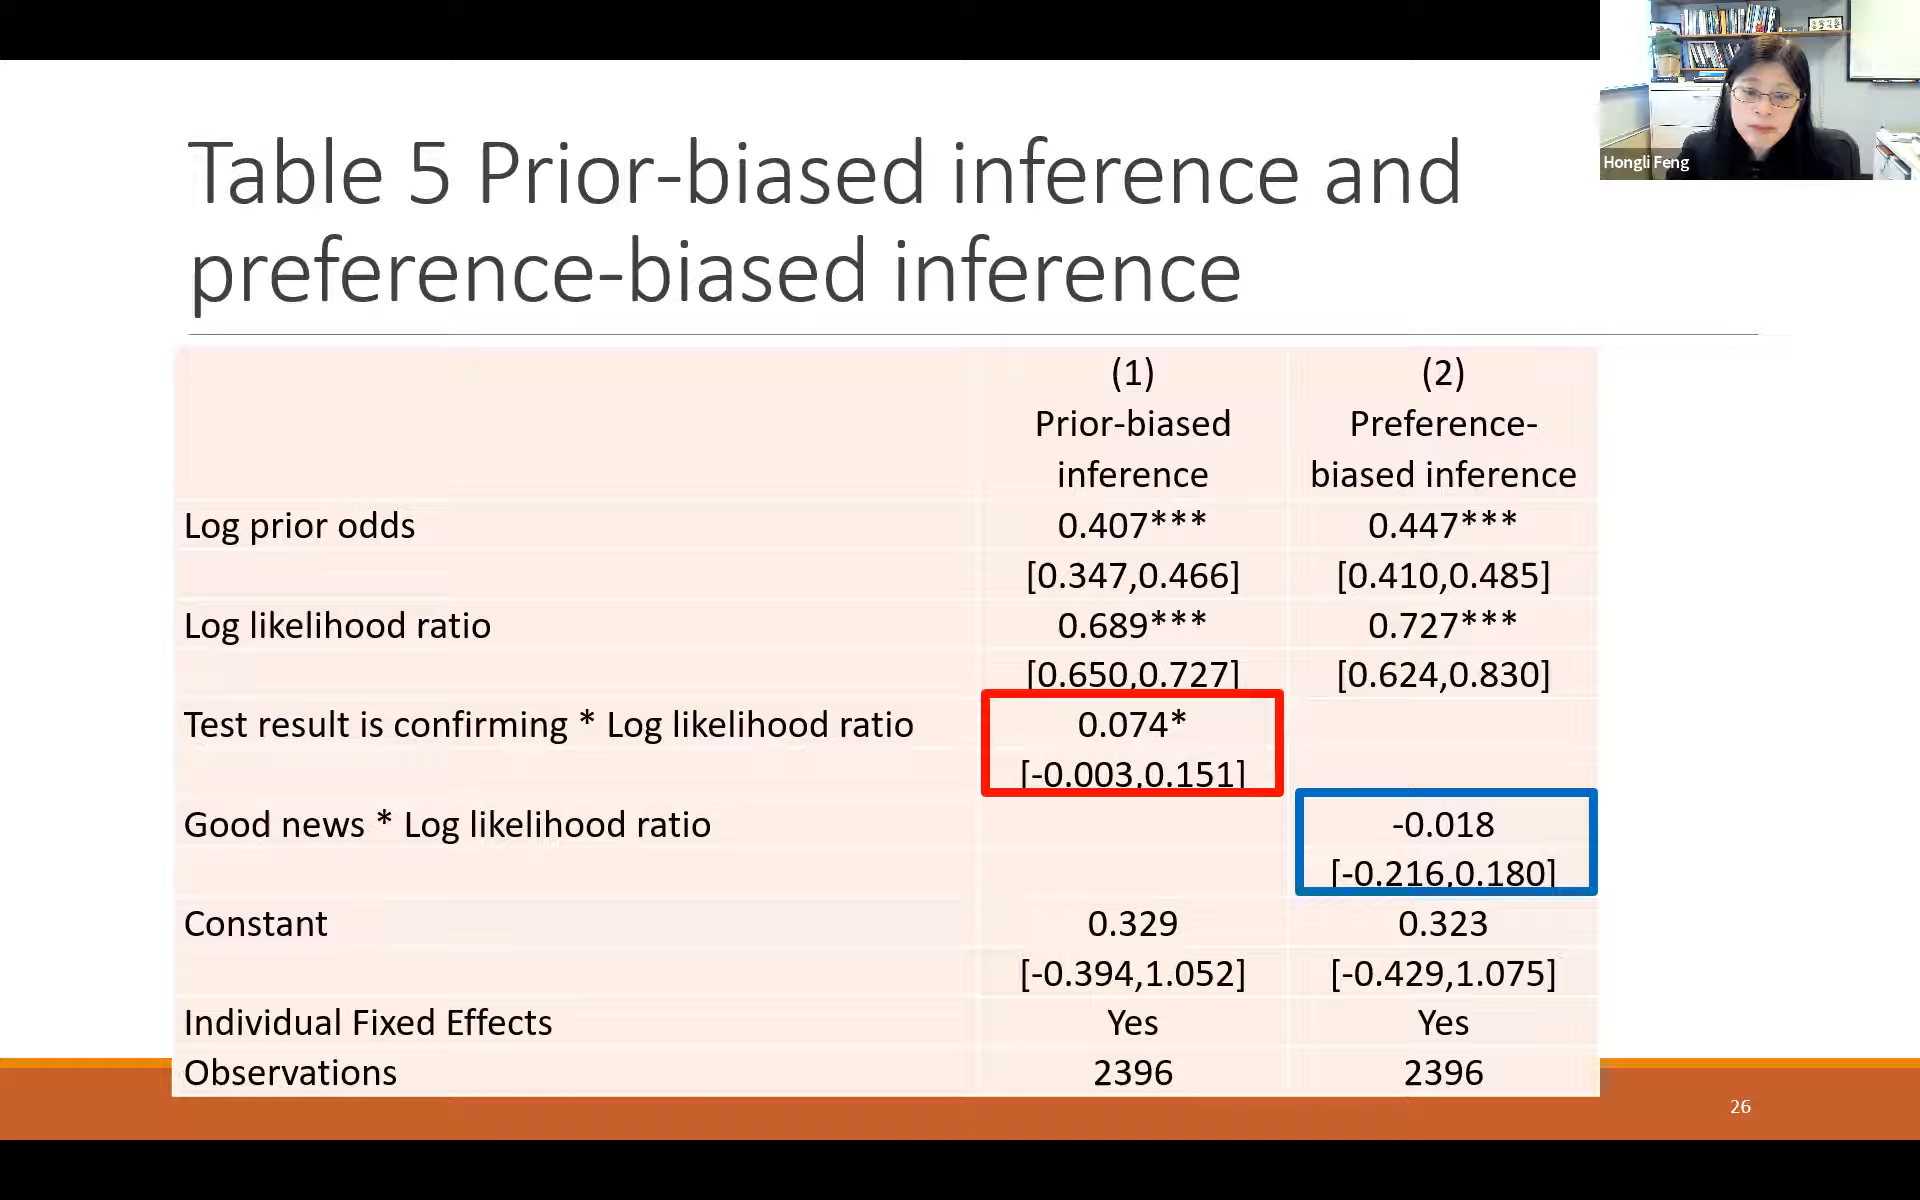 Hongli Feng
Table 5 Prior-biased inference and
preference-biased inference
(1) (2)
Prior-biased Preference-
inference biased inference
Log prior odds 0.407*** 0.447***
[0.347,0.466] [0.410,0.485]
Log likelihood ratio 0.689*** 0.727***
[0.650,0.727] [0.624,0.830]
Test result is confirming * Log likelihood ratio 0.074*
[-0.003,0.151]
Good news * Log likelihood ratio -0.018
[-0.216,0.180]
Constant 0.329 0.323
[-0.394,1.052] [-0.429,1.075]
Individual Fixed Effects Yes Yes
Observations 2396 2396
26